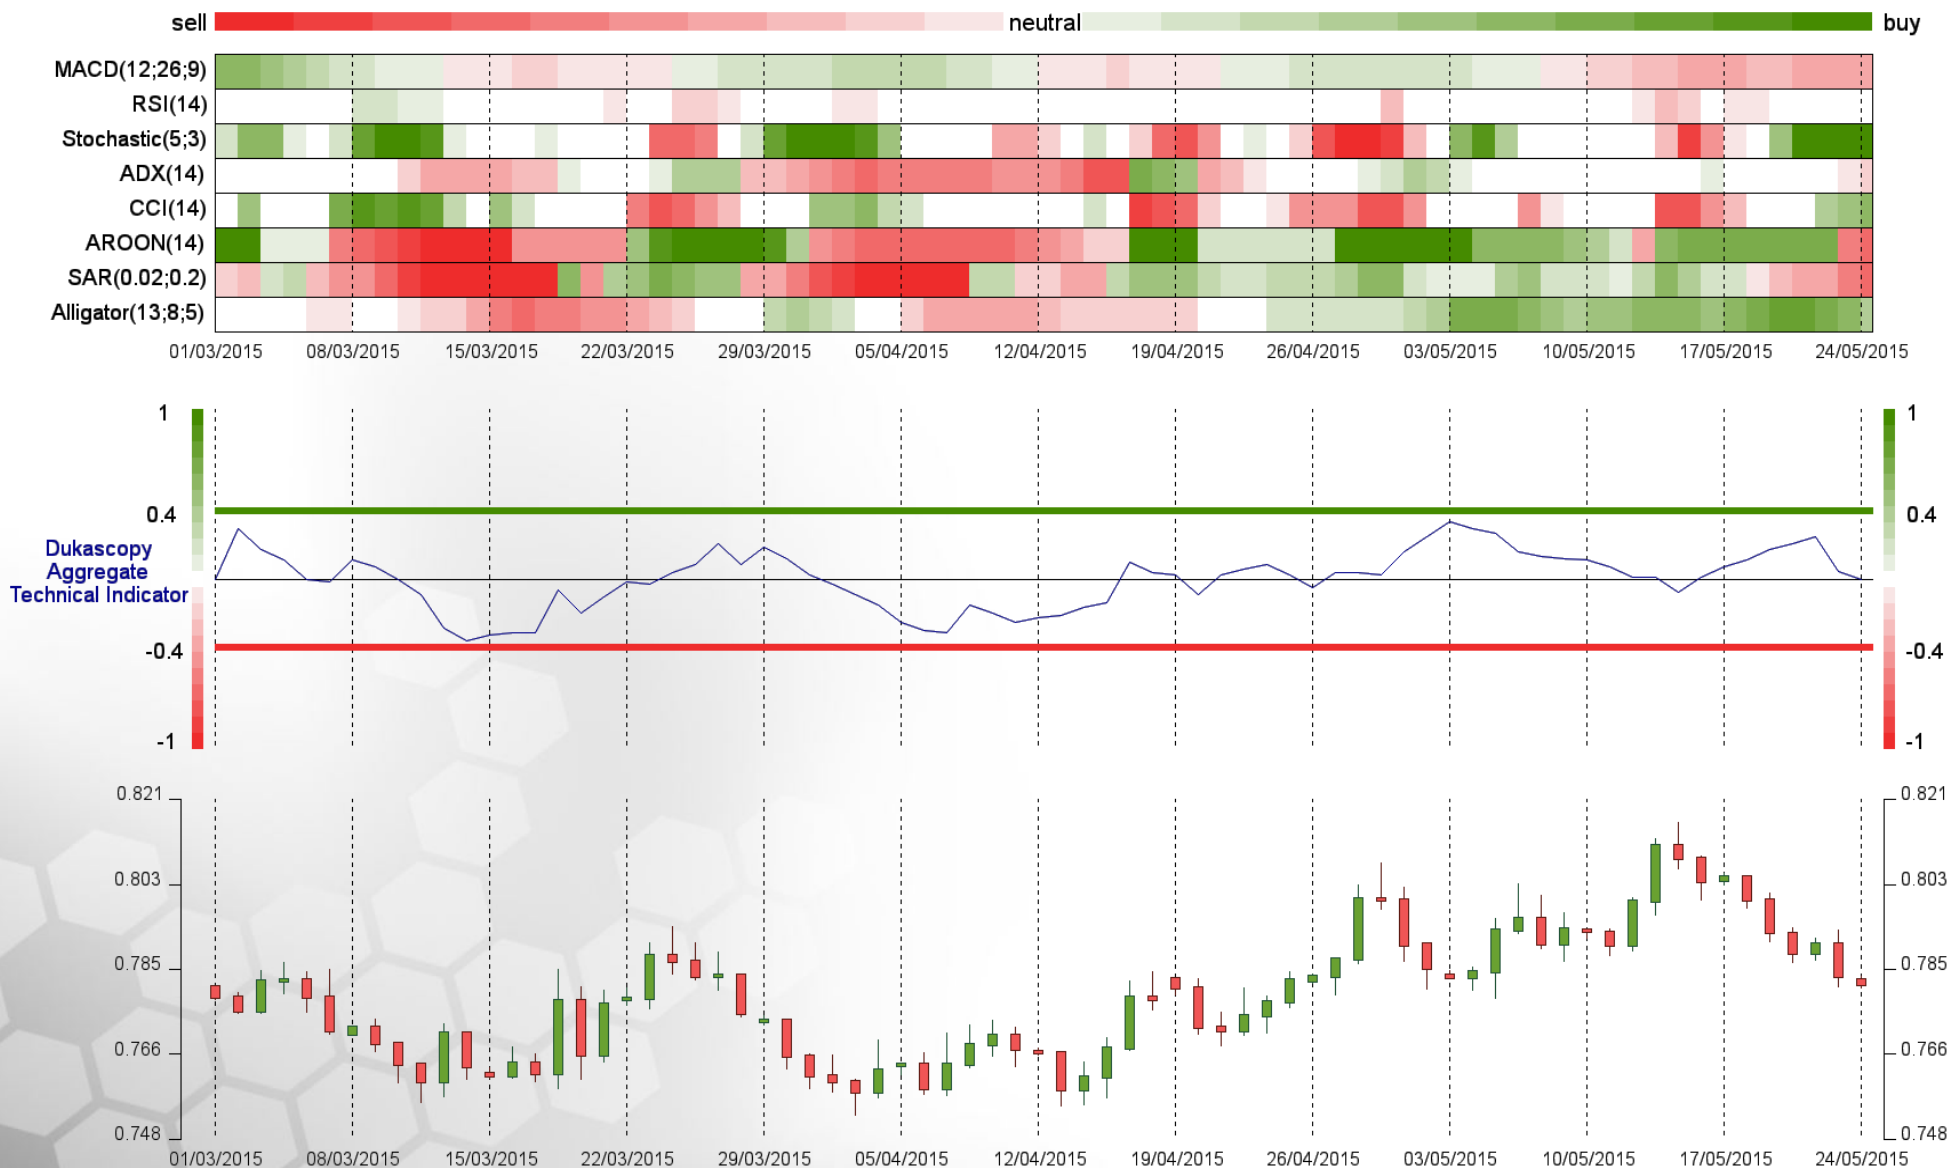 sell neutral buy
MACD(12;26;9)
RSI(14)
Stochastic(5;3)
ADX(14)
CCI(14)
AROON(14)
SAR(0.02;0.2)
Alligator(13;8;5)
01/03/2015 08/03/2015 15/03/2015 22/03/2015 29/03/2015 05/04/2015 12/04/2015 19/04/2015 26/04/2015 03/05/2015 10/05/2015 17/05/2015 24/05/2015
1 1
0.4 0.4
Dukascopy
Aggregate
Technical Indicator
-0.4 -0.4
-1 -1
0.821 0.821
0.803 0.803
0.785 0.785
0.766 0.766
0.748 0.748
01/03/2015 08/03/2015 15/03/2015 22/03/2015 29/03/2015 05/04/2015 12/04/2015 19/04/2015 26/04/2015 03/05/2015 10/05/2015 17/05/2015 24/05/2015